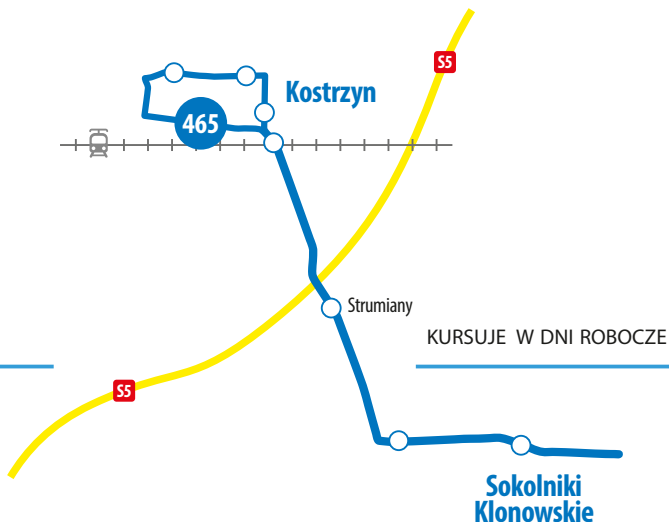 S5
Kostrzyn
465
Strumiany
KURSUJE W DNI ROBOCZE
S5
Sokolniki
Klonowskie